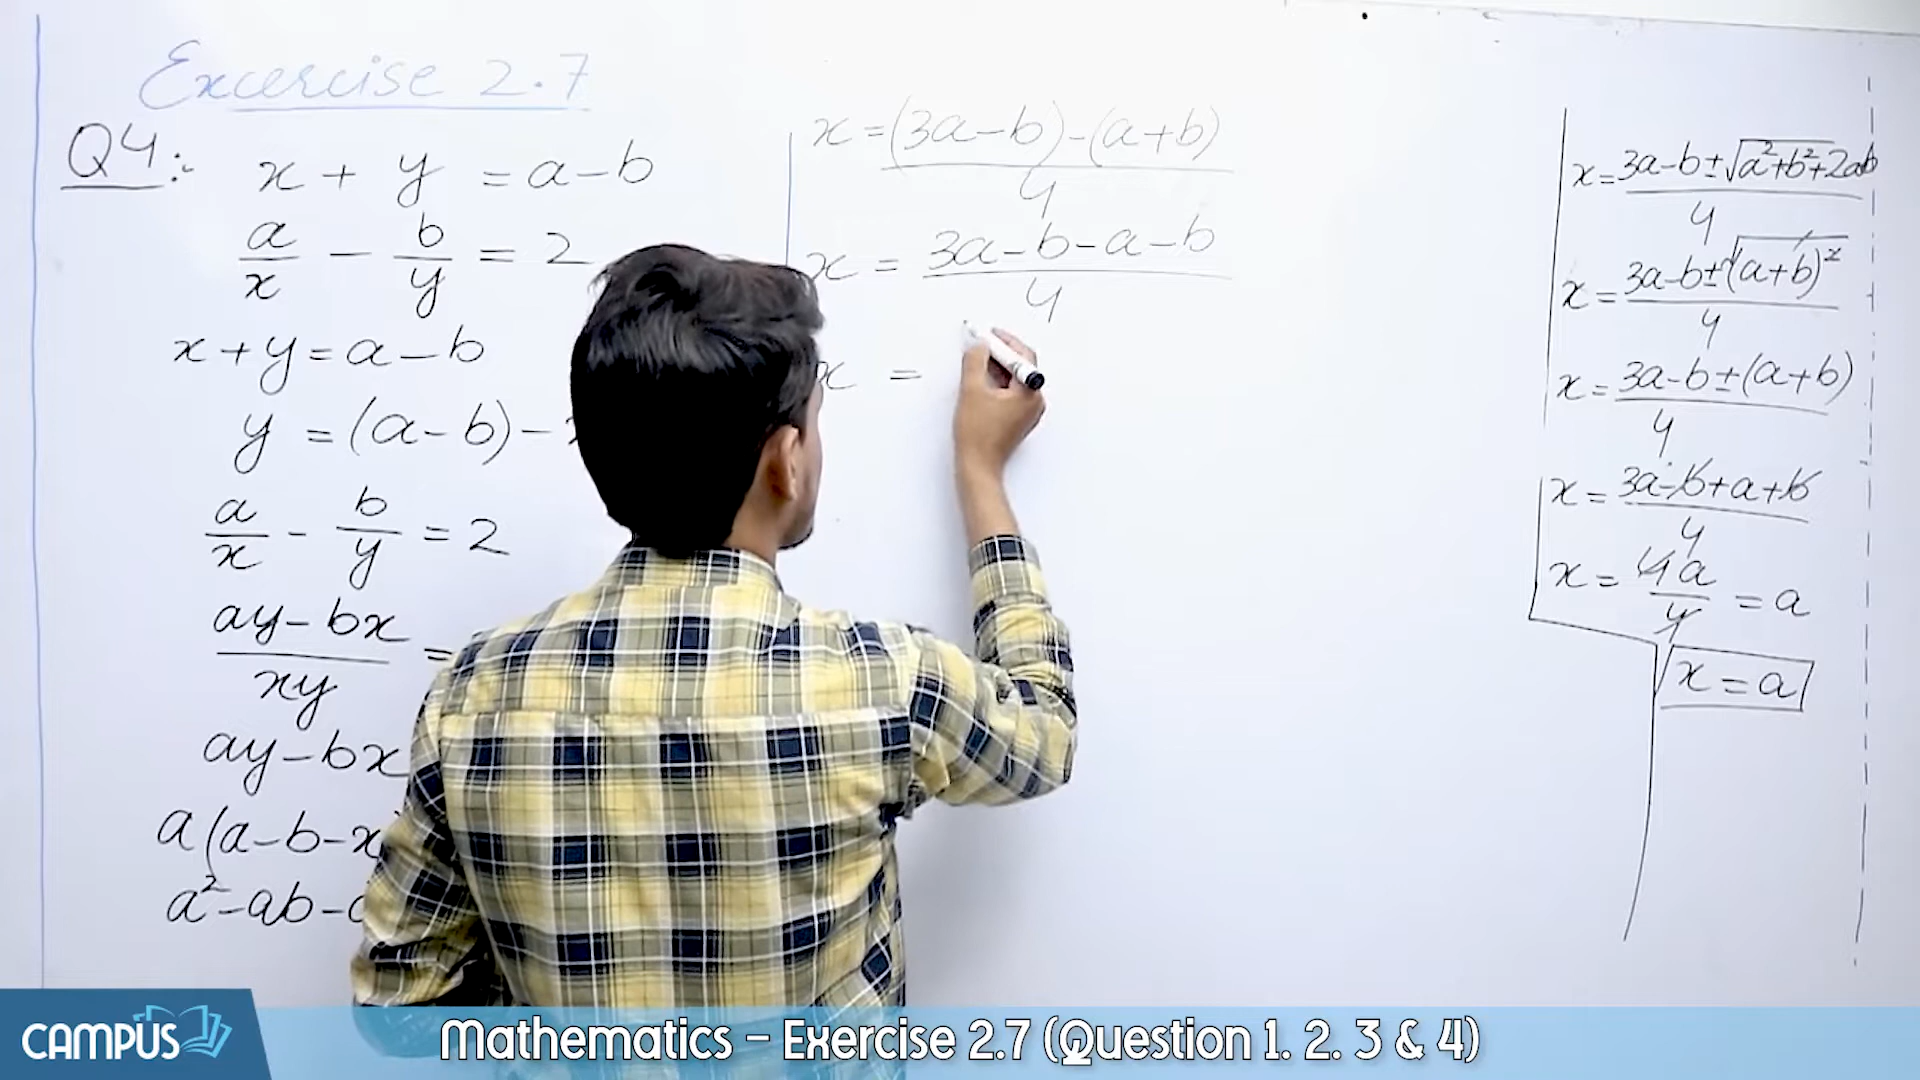 Excercise 2.7
Q4:-
x + y = a-b
a/x - b/y = 2
x+y=a-b
y = (a-b)-
a/x - b/y = 2
ay-bx/xy =
ay-bx
a(a-b-x
a²-ab-
x=(3a-b)-(a+b)/4
x = 3a-b-a-b/4
x =
x=3a-b±√a²+b²+2ab/4
x=3a-b±√(a+b)²/4
x=3a-b±(a+b)/4
x=3a-b+a+b/4
x=4a/4=a
x=a
CAMPUS
Mathematics – Exercise 2.7 (Question 1. 2. 3 & 4)